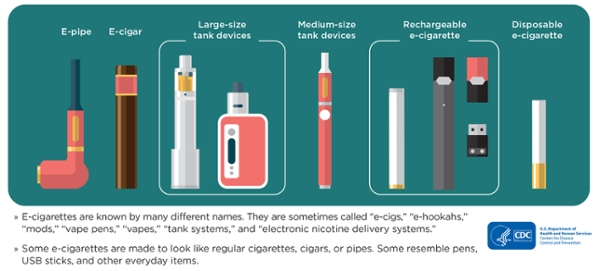 E-pipe
E-cigar
Large-size
tank devices
Medium-size
tank devices
Rechargeable
e-cigarette
Disposable
e-cigarette
» E-cigarettes are known by many different names. They are sometimes called “e-cigs,” “e-hookahs,”
“mods,” “vape pens,” “vapes,” “tank systems,” and “electronic nicotine delivery systems.”
» Some e-cigarettes are made to look like regular cigarettes, cigars, or pipes. Some resemble pens,
USB sticks, and other everyday items.
CDC
U.S. Department of
Health and Human Services
Centers for Disease
Control and Prevention